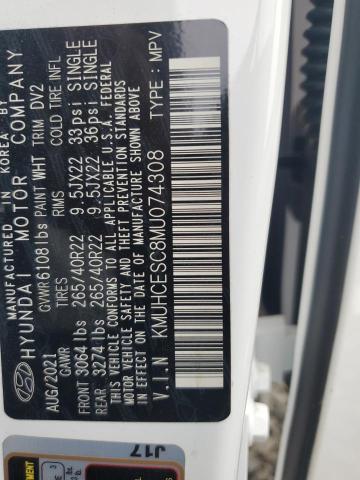 MANUFACTURED IN KOREA BY
HYUNDAI MOTOR COMPANY
GVWR 6108 lbs PAINT WHT TRIM DV2
TIRES RIMS COLD TIRE INFL
AUG/2021 GAWR
FRONT 3064 lbs 265/40R22 9.5JX22 33psi SINGLE
REAR 3274 lbs 265/40R22 9.5JX22 36psi SINGLE
THIS VEHICLE CONFORMS TO ALL APPLICABLE U.S.A. FEDERAL
MOTOR VEHICLE SAFETY AND BUMPER STANDARDS
AND THEFT PREVENTION STANDARDS
IN EFFECT ON THE DATE OF MANUFACTURE SHOWN ABOVE.
V.I.N KMUHCESC8MU074308 TYPE : MPV
J17